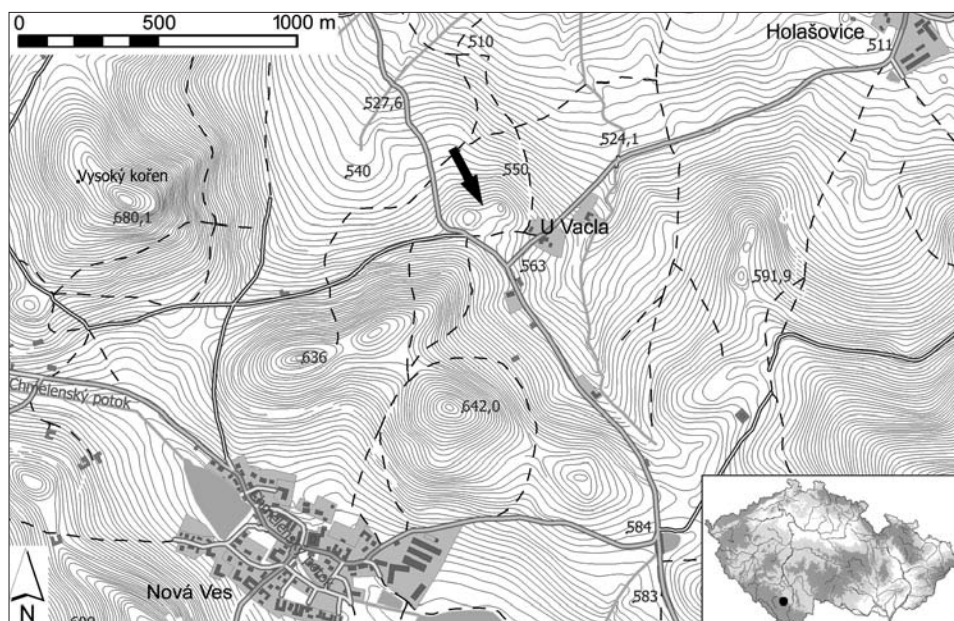 0 500 1000 m
Holašovice
511
510
527,6
524,1
540
550
Vysoký kořen
680,1
U Vacla
563
591,9
636
Chmelenský potok
642,0
584
Nová Ves
583
N